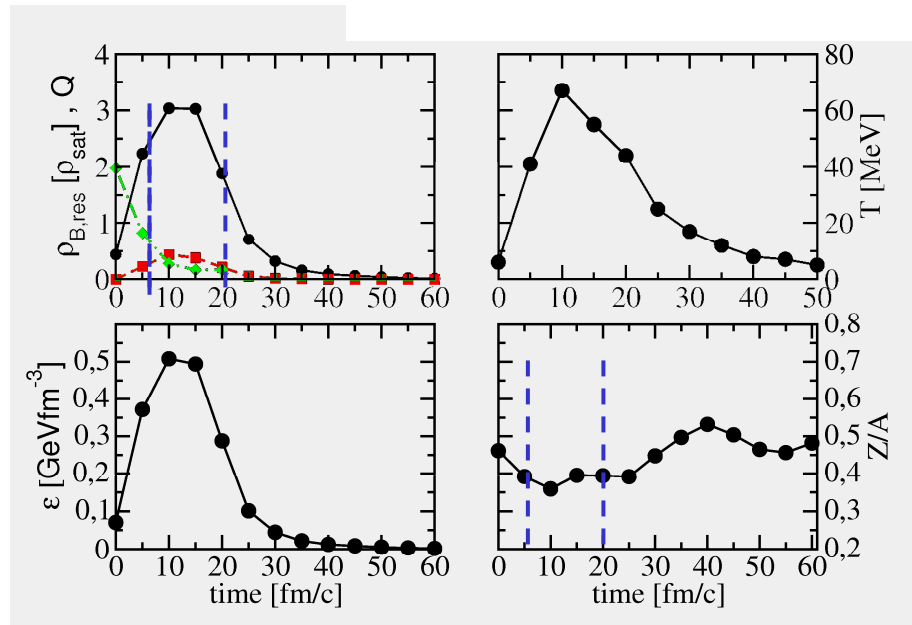 4
3
2
1
0
ρB,res [ρsat] , Q
0 10 20 30 40 50 60
80
60
40
20
0
T [MeV]
0 10 20 30 40 50
0,5
0,4
0,3
0,2
0,1
0
ε [GeVfm-3]
0 10 20 30 40 50 60
time [fm/c]
0,8
0,7
0,6
0,5
0,4
0,3
0,2
Z/A
0 10 20 30 40 50 60
time [fm/c]